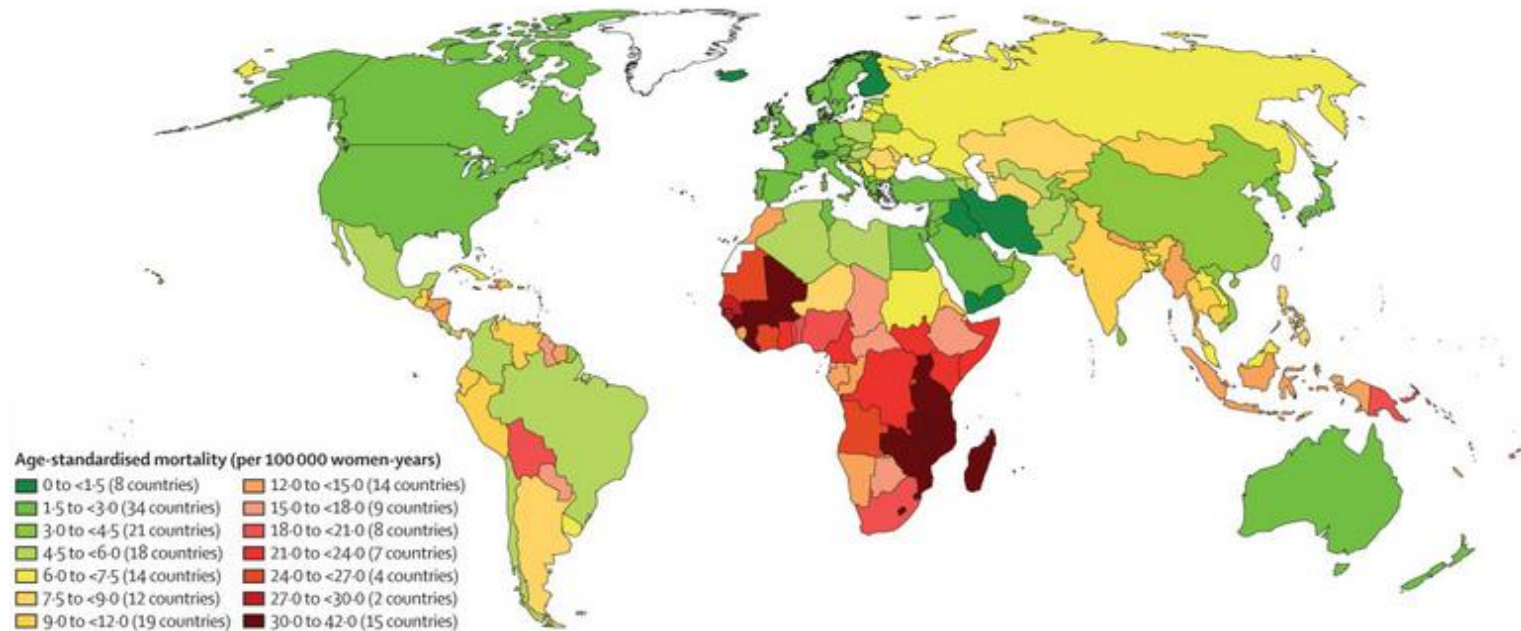 Age-standardised mortality (per 100 000 women-years)
0 to <1·5 (8 countries)
1·5 to <3·0 (34 countries)
3·0 to <4·5 (21 countries)
4·5 to <6·0 (18 countries)
6·0 to <7·5 (14 countries)
7·5 to <9·0 (12 countries)
9·0 to <12·0 (19 countries)
12·0 to <15·0 (14 countries)
15·0 to <18·0 (9 countries)
18·0 to <21·0 (8 countries)
21·0 to <24·0 (7 countries)
24·0 to <27·0 (4 countries)
27·0 to <30·0 (2 countries)
30·0 to 42·0 (15 countries)